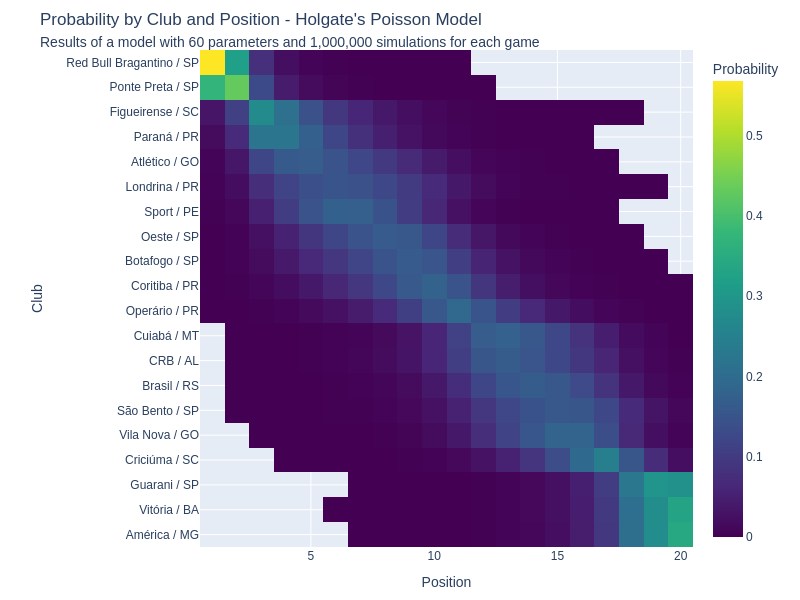 Probability by Club and Position - Holgate's Poisson Model
Results of a model with 60 parameters and 1,000,000 simulations for each game
Probability
Club
Red Bull Bragantino / SP
Ponte Preta / SP
Figueirense / SC
Paraná / PR
Atlético / GO
Londrina / PR
Sport / PE
Oeste / SP
Botafogo / SP
Coritiba / PR
Operário / PR
Cuiabá / MT
CRB / AL
Brasil / RS
São Bento / SP
Vila Nova / GO
Criciúma / SC
Guarani / SP
Vitória / BA
América / MG
0.5
0.4
0.3
0.2
0.1
0
5
10
15
20
Position